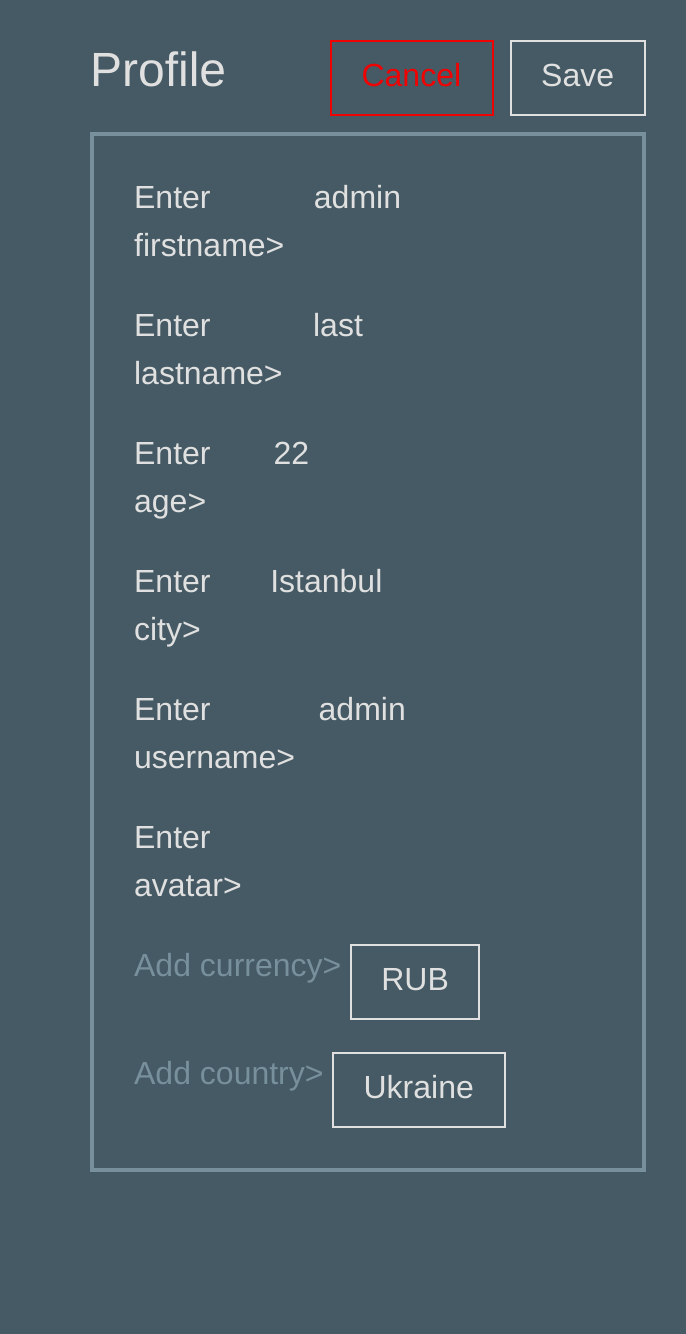 Profile Cancel Save
Enter admin
firstname>
Enter last
lastname>
Enter 22
age>
Enter Istanbul
city>
Enter admin
username>
Enter
avatar>
Add currency> RUB
Add country> Ukraine